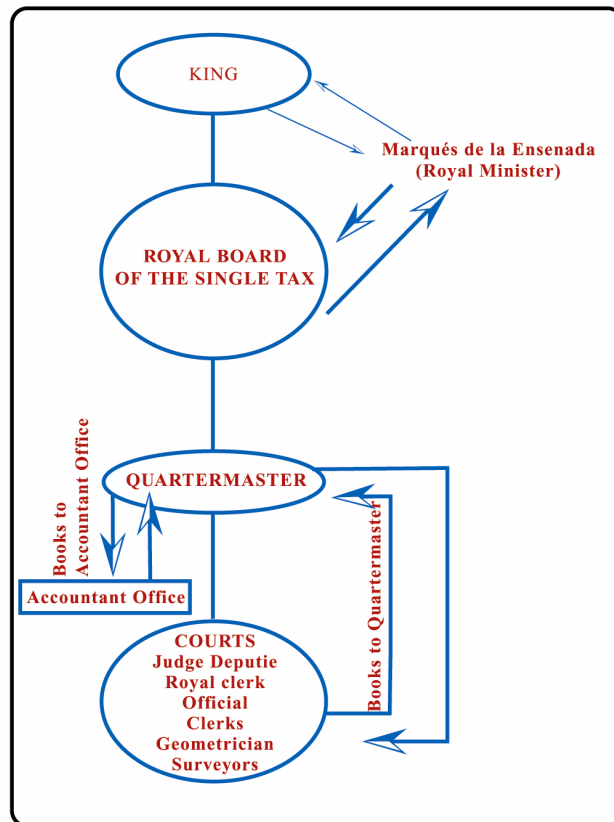 KING
Marqués de la Ensenada
(Royal Minister)
ROYAL BOARD
OF THE SINGLE TAX
Books to
Accountant Office
QUARTERMASTER
Accountant Office
Books to Quartermaster
COURTS
Judge Deputie
Royal clerk
Official
Clerks
Geometrician
Surveyors